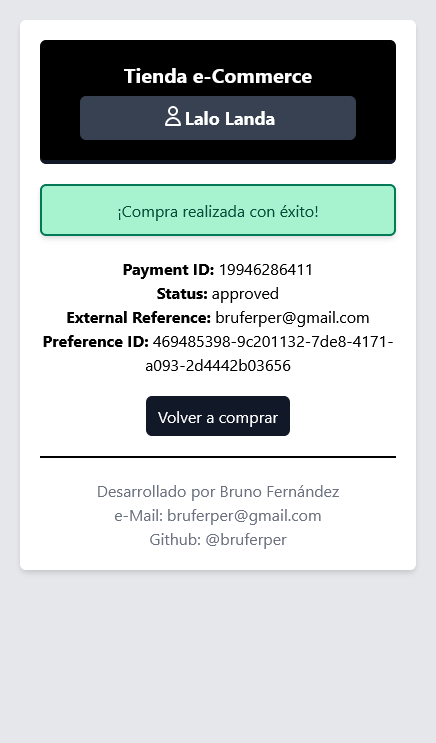 Tienda e-Commerce
Lalo Landa
¡Compra realizada con éxito!
Payment ID: 19946286411
Status: approved
External Reference: bruferper@gmail.com
Preference ID: 469485398-9c201132-7de8-4171-
a093-2d4442b03656
Volver a comprar
Desarrollado por Bruno Fernández
e-Mail: bruferper@gmail.com
Github: @bruferper